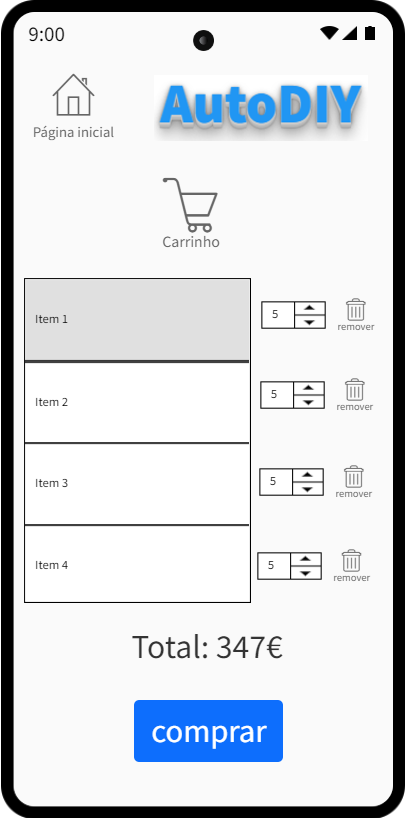 9:00
AutoDIY
Página inicial
Carrinho
Item 1
5
remover
Item 2
5
remover
Item 3
5
remover
Item 4
5
remover
Total: 347€
comprar